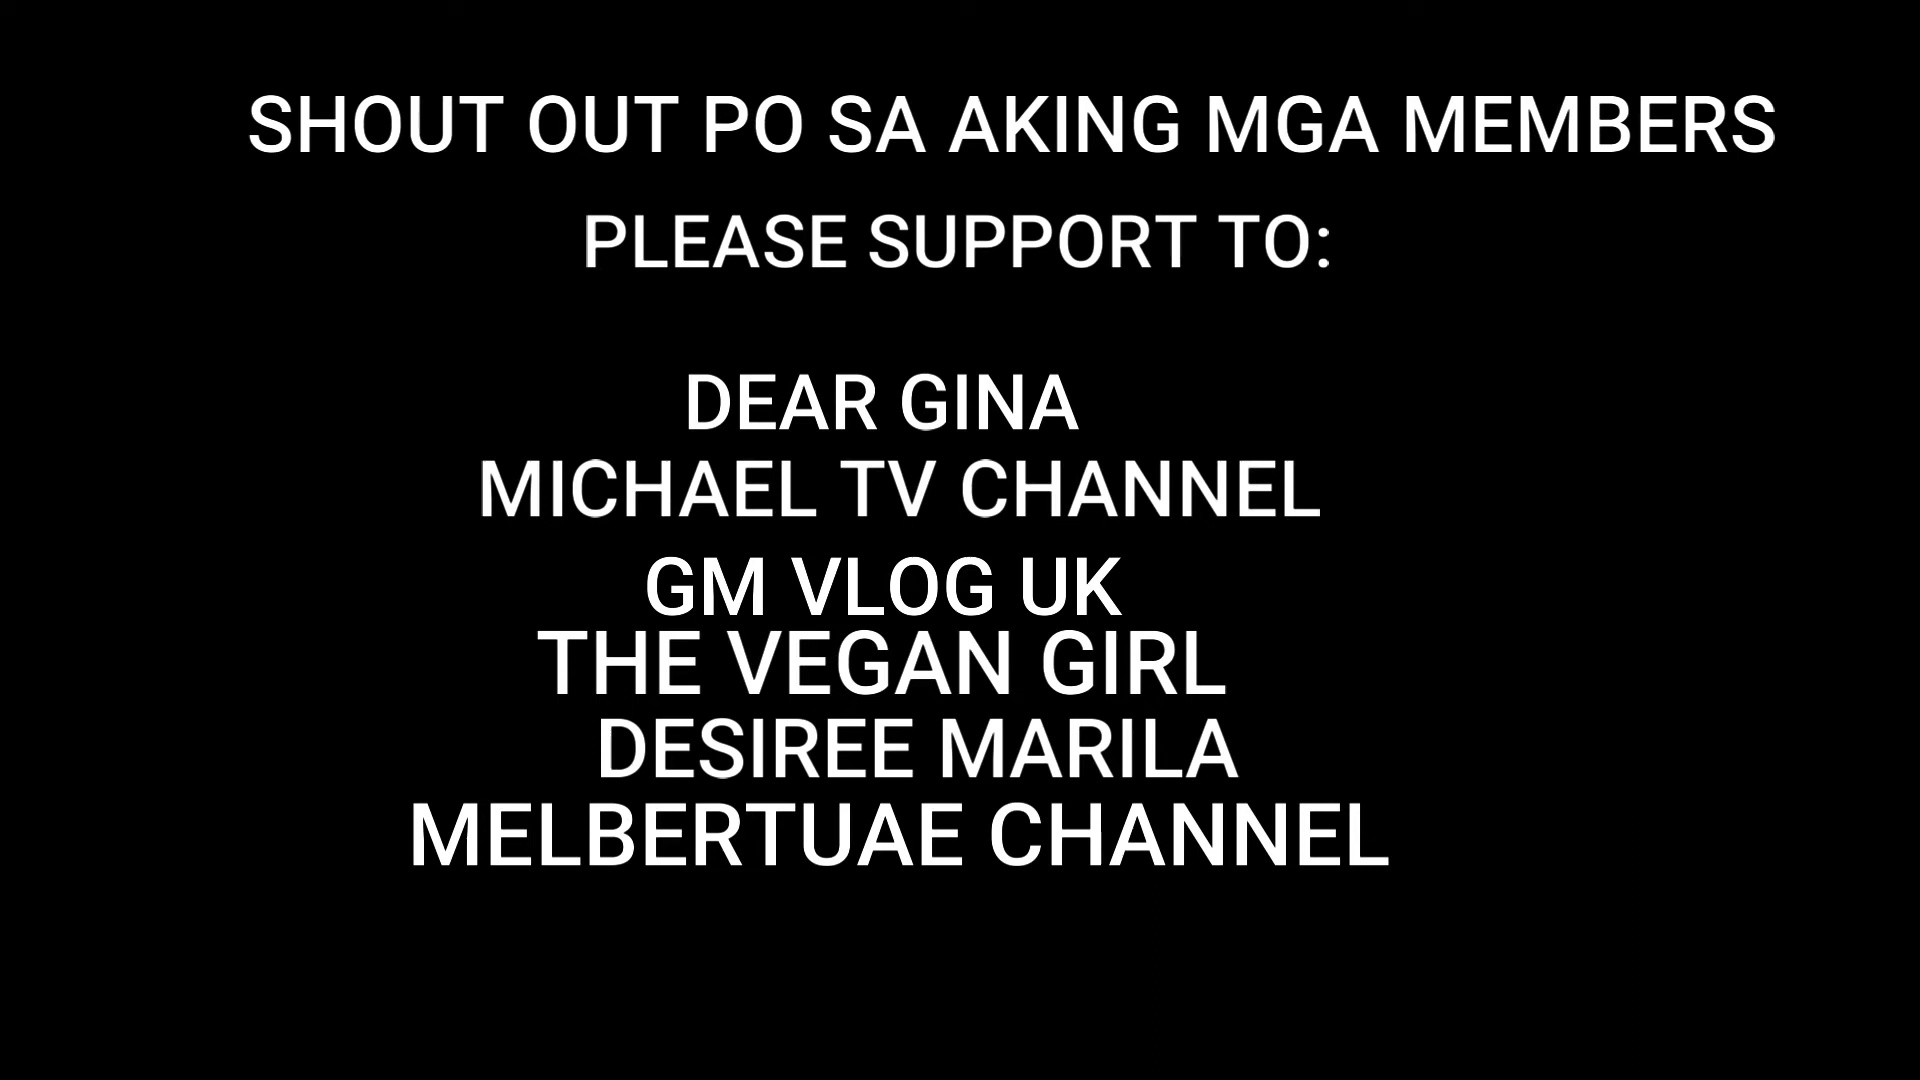 SHOUT OUT PO SA AKING MGA MEMBERS
PLEASE SUPPORT TO:
DEAR GINA
MICHAEL TV CHANNEL
GM VLOG UK
THE VEGAN GIRL
DESIREE MARILA
MELBERTUAE CHANNEL